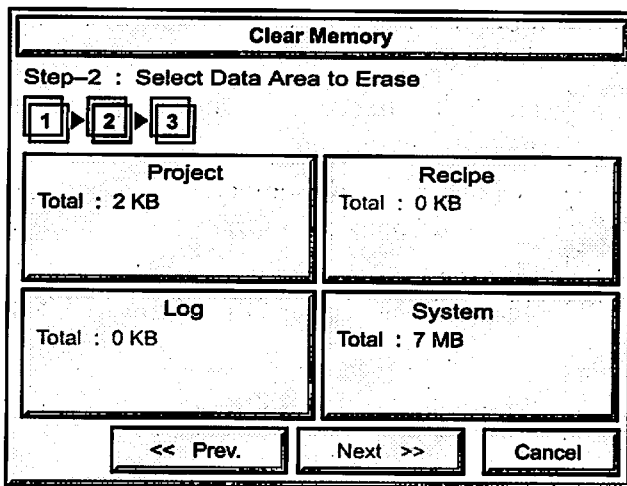 Clear Memory
Step–2 : Select Data Area to Erase
1 2 3
Project
Total : 2 KB
Recipe
Total : 0 KB
Log
Total : 0 KB
System
Total : 7 MB
<< Prev. Next >> Cancel